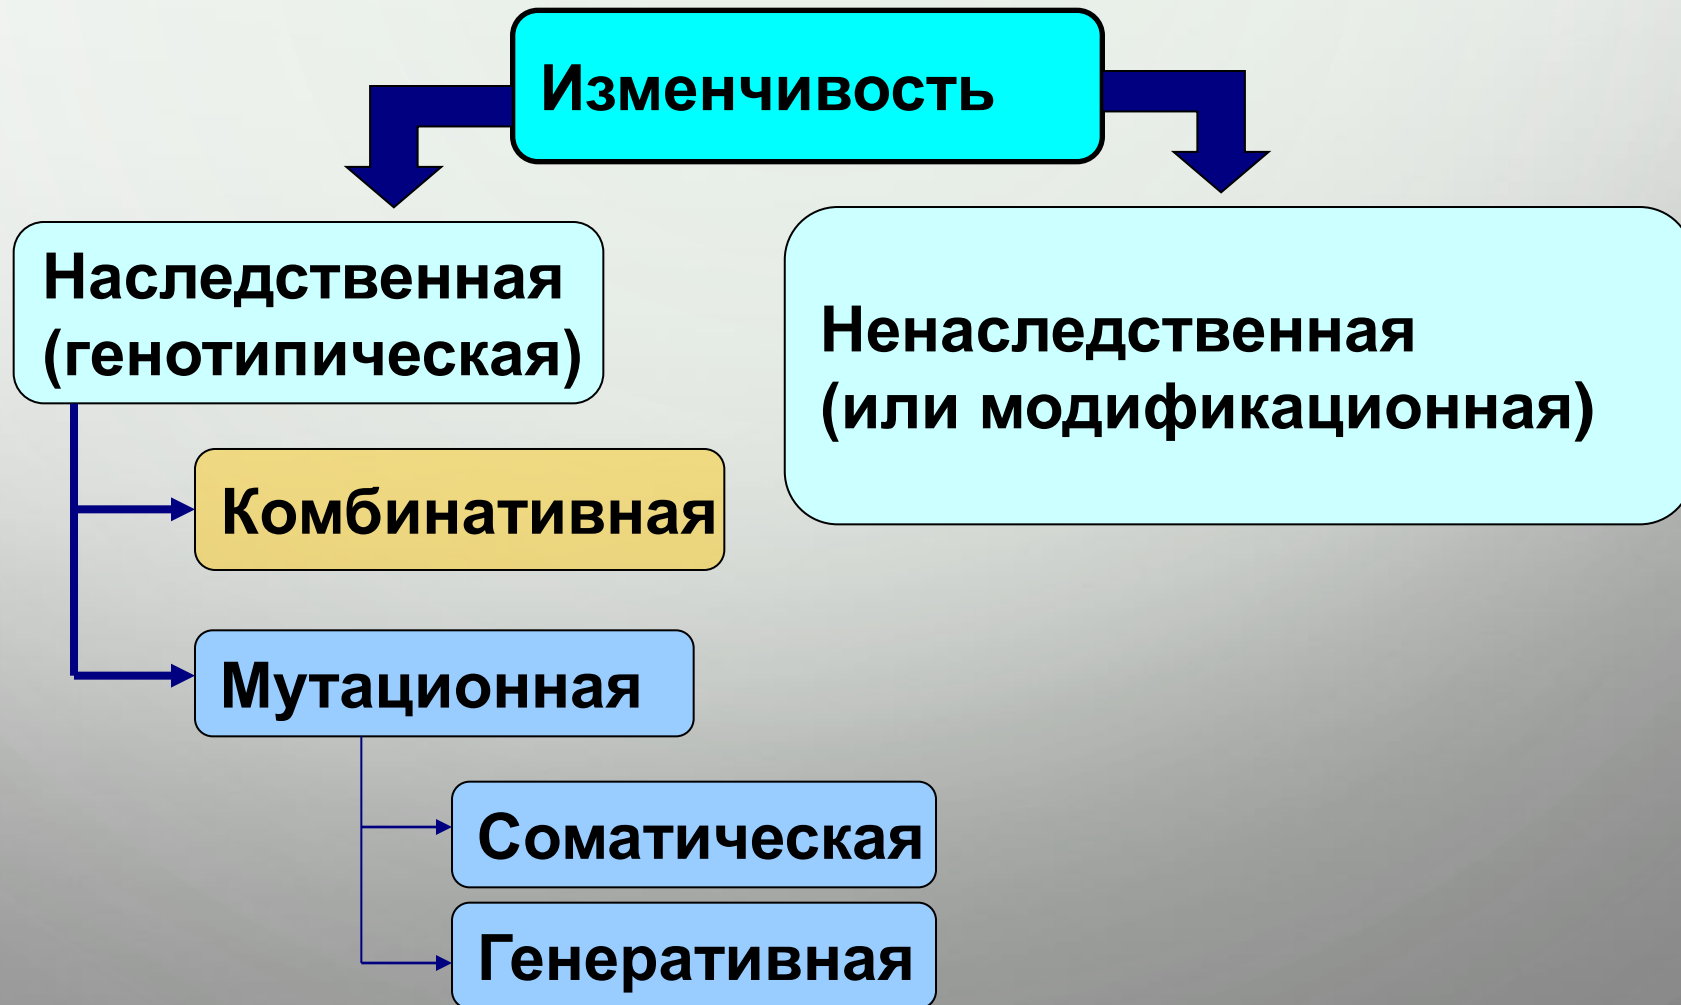 Изменчивость
Наследственная
(генотипическая)
Ненаследственная
(или модификационная)
Комбинативная
Мутационная
Соматическая
Генеративная